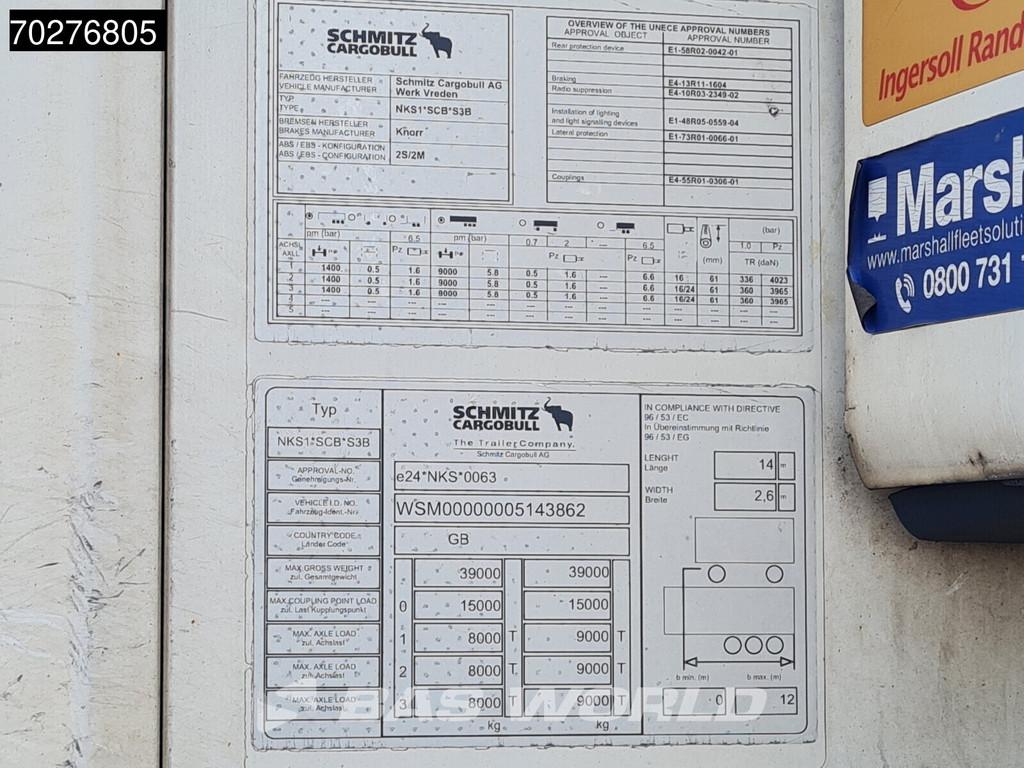 70276805
SCHMITZ
CARGOBULL
FAHRZEUG HERSTELLER
VEHICLE MANUFACTURER
Schmitz Cargobull AG
Werk Vreden
TYP
TYPE
NKS1*SCB*S3B
BREMSEN HERSTELLER
BRAKES MANUFACTURER
Knorr
ABS / EBS - KONFIGURATION
ABS / EBS - CONFIGURATION
2S/2M
OVERVIEW OF THE UNECE APPROVAL NUMBERS
APPROVAL OBJECT APPROVAL NUMBER
Rear protection device E1-58R02-0042-01
Braking E4-13R11-1604
Radio suppression E4-10R03-2349-02
Installation of lighting
and light signalling devices E1-48R05-0559-04
Lateral protection E1-73R01-0066-01
Couplings E4-55R01-0306-01
pm (bar) 6.5 pm (bar) 0.7 2 --- 6.5 (bar)
1.0 Pz
ACHSE
AXLE
Pz Pz Pz (mm) TR (daN)
1 1400 0.5 1.6 9000 5.8 0.5 1.6 --- 6.6 16 61 336 4023
2 1400 0.5 1.6 9000 5.8 0.5 1.6 --- 6.6 16/24 61 360 3965
3 1400 0.5 1.6 9000 5.8 0.5 1.6 --- 6.6 16/24 61 360 3965
4 --- --- --- --- --- --- --- --- --- --- --- --- ---
5 --- --- --- --- --- --- --- --- --- --- --- --- ---
Ingersoll Rand
Marsh
www.marshallfleetsoluti
0800 731
Typ
NKS1*SCB*S3B
SCHMITZ
CARGOBULL
The Trailer Company.
Schmitz Cargobull AG
APPROVAL-NO.
Genehmigungs-Nr.
e24*NKS*0063
VEHICLE I.D. NO.
Fahrzeug-Ident.-Nr.
WSM00000005143862
COUNTRY CODE
Länder Code
GB
MAX GROSS WEIGHT
zul. Gesamtgewicht
39000 39000
MAX.COUPLING POINT LOAD
zul. Last Kupplungspunkt
0 15000 15000
MAX. AXLE LOAD
zul. Achslast
1 8000 T 9000 T
MAX. AXLE LOAD
zul. Achslast
2 8000 T 9000 T
MAX. AXLE LOAD
zul. Achslast
3 8000 T 9000 T
kg kg
IN COMPLIANCE WITH DIRECTIVE
96 / 53 / EC
In Übereinstimmung mit Richtlinie
96 / 53 / EG
LENGHT
Länge
14 m
WIDTH
Breite
2,6 m
b min. (m) b max. (m)
0 12
BAS WORLD